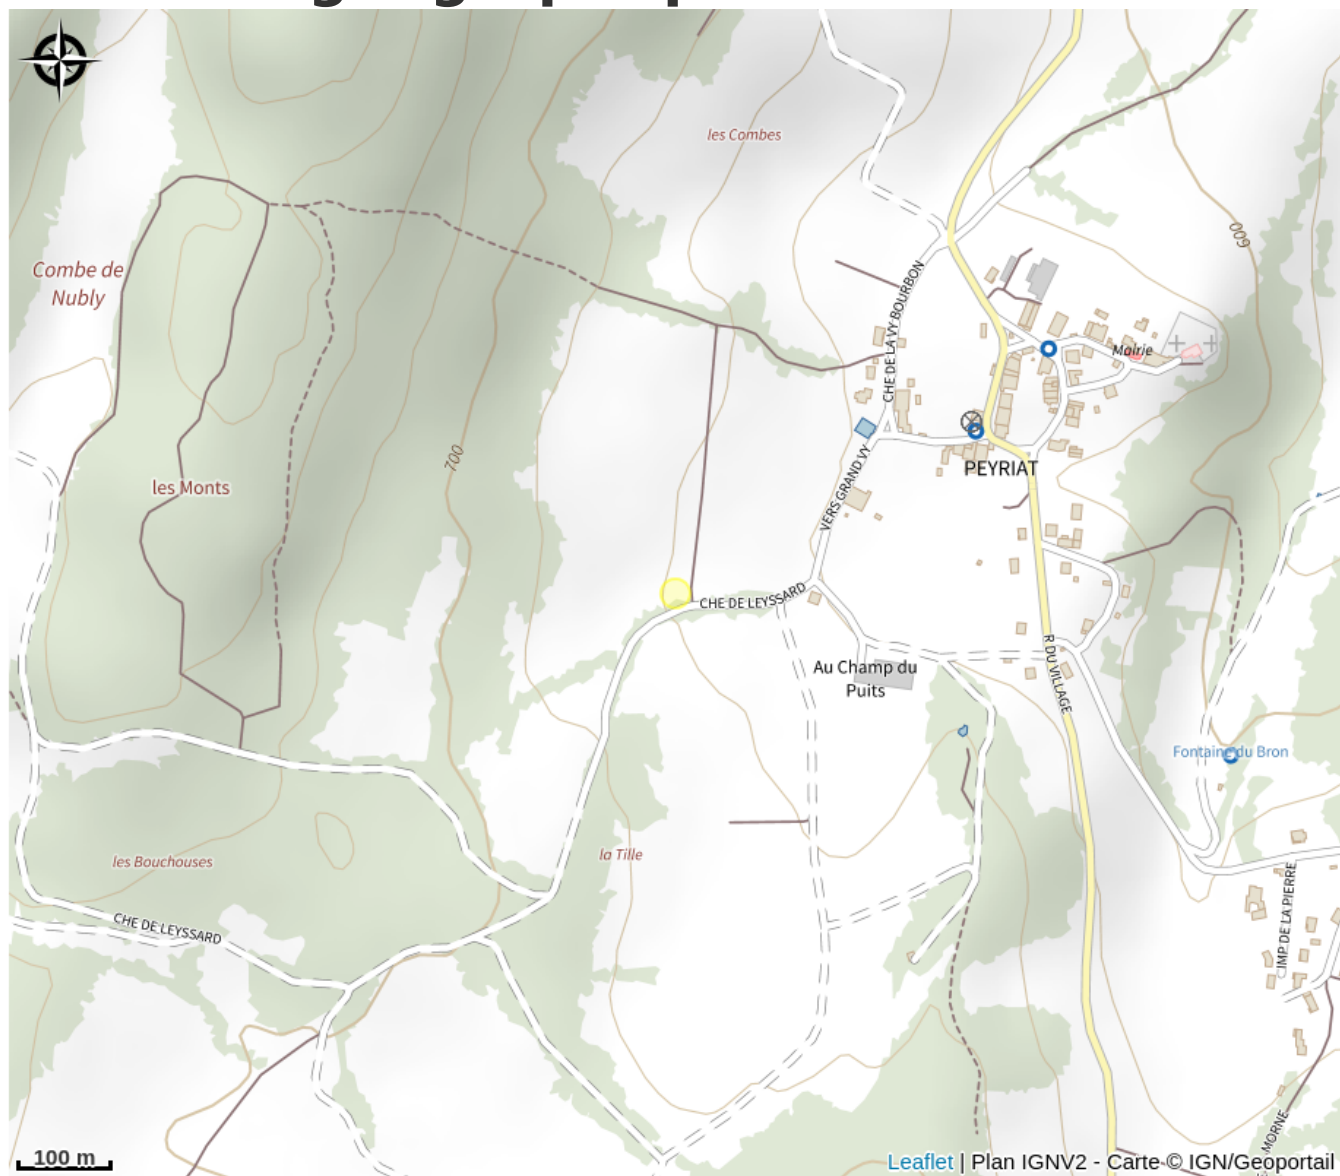 les Combes
Combe de
Nubly
600
CHE DE LA VY BOURBON
Mairie
700
VERS GRAND VY
PEYRIAT
les Monts
CHE DE LEYSSARD
Au Champ du
Puits
R DU VILLAGE
Fontaine du Bron
la Tille
les Bouchouses
CHE DE LEYSSARD
IMP DE LA PIERRE
MORNE
100 m
Leaflet | Plan IGNV2 - Carte © IGN/Geoportail